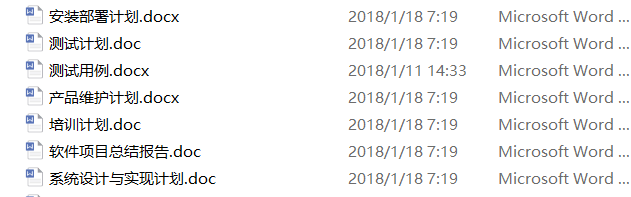 安装部署计划.docx 2018/1/18 7:19 Microsoft Word ...
测试计划.doc 2018/1/18 7:19 Microsoft Word ...
测试用例.docx 2018/1/11 14:33 Microsoft Word ...
产品维护计划.docx 2018/1/18 7:19 Microsoft Word ...
培训计划.doc 2018/1/18 7:19 Microsoft Word ...
软件项目总结报告.doc 2018/1/18 7:19 Microsoft Word ...
系统设计与实现计划.doc 2018/1/18 7:19 Microsoft Word ...